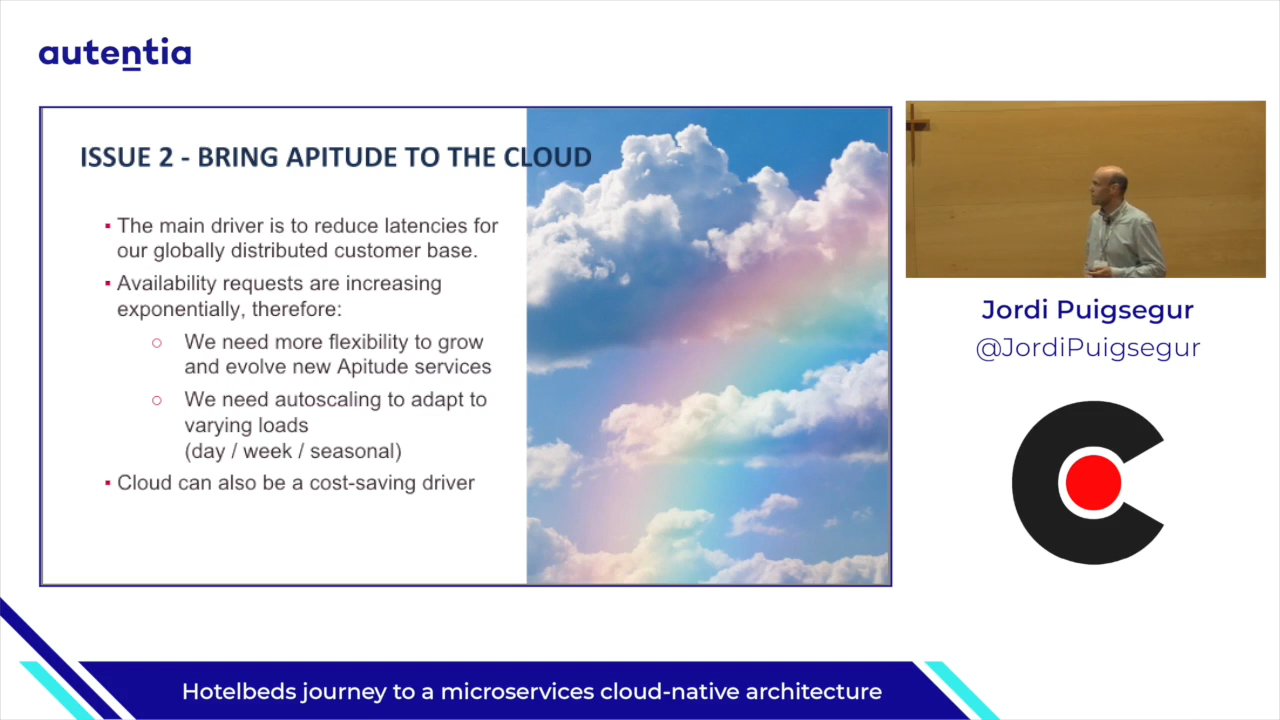 autentia
ISSUE 2 - BRING APITUDE TO THE CLOUD
▪ The main driver is to reduce latencies for
our globally distributed customer base.
▪ Availability requests are increasing
exponentially, therefore:
○ We need more flexibility to grow
and evolve new Apitude services
○ We need autoscaling to adapt to
varying loads
(day / week / seasonal)
▪ Cloud can also be a cost-saving driver
Jordi Puigsegur
@JordiPuigsegur
Hotelbeds journey to a microservices cloud-native architecture